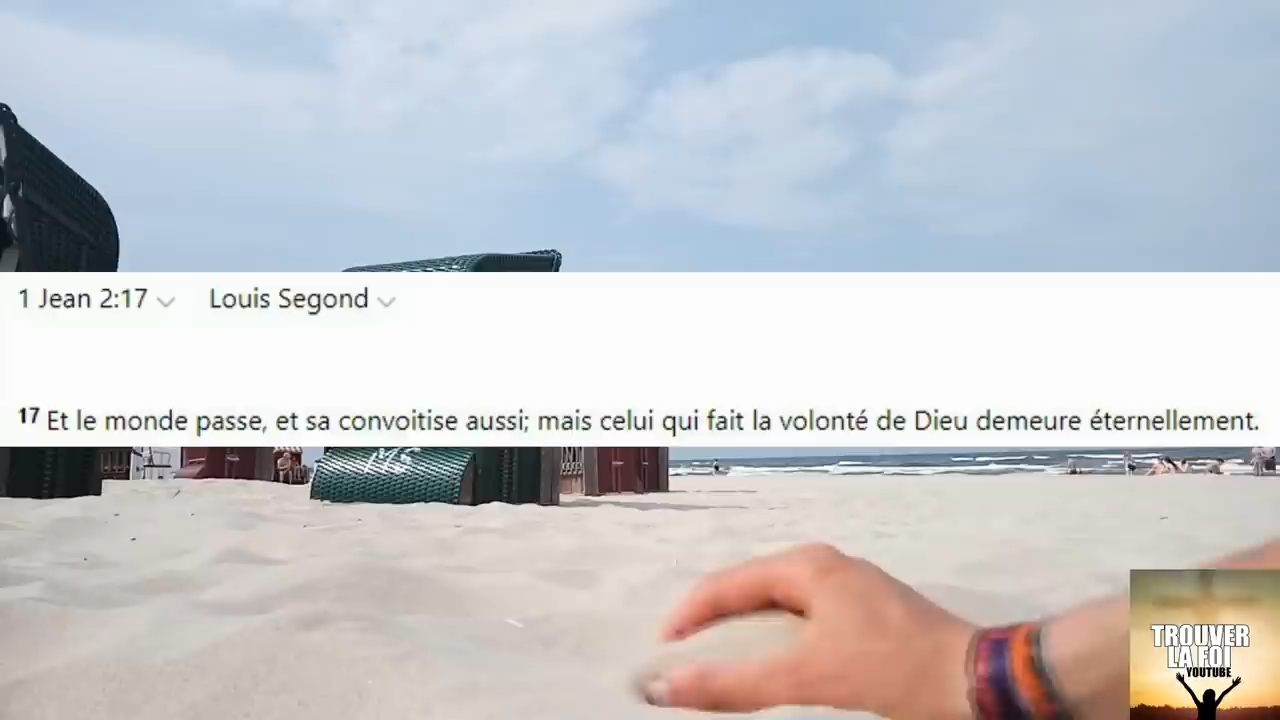 1 Jean 2:17 Louis Segond
17 Et le monde passe, et sa convoitise aussi; mais celui qui fait la volonté de Dieu demeure éternellement.
MS
TROUVER
LA FOI
YOUTUBE